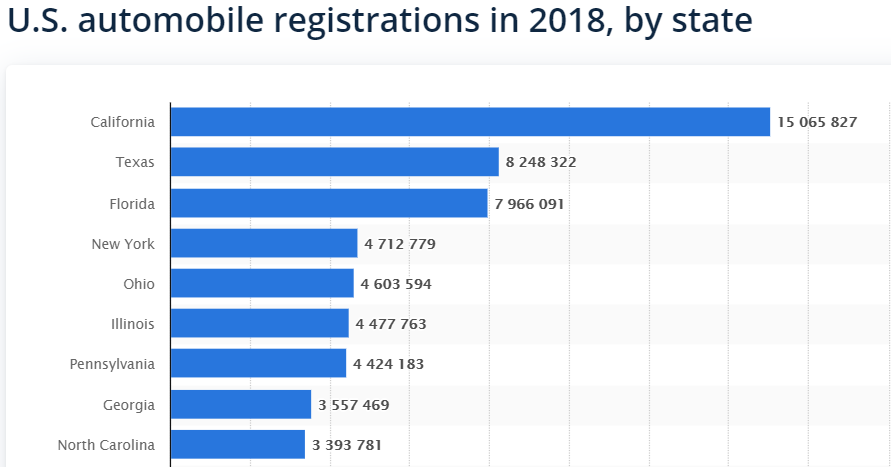 U.S. automobile registrations in 2018, by state
California 15 065 827
Texas 8 248 322
Florida 7 966 091
New York 4 712 779
Ohio 4 603 594
Illinois 4 477 763
Pennsylvania 4 424 183
Georgia 3 557 469
North Carolina 3 393 781